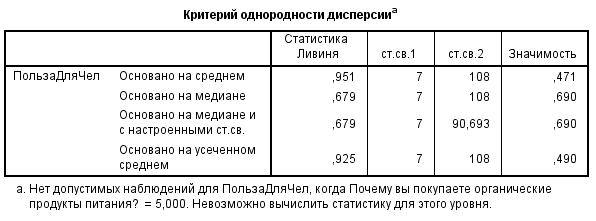 Критерий однородности дисперсииᵃ
Статистика Ливиня ст.св.1 ст.св.2 Значимость
ПользаДляЧел Основано на среднем ,951 7 108 ,471
Основано на медиане ,679 7 108 ,690
Основано на медиане и с настроенными ст.св. ,679 7 90,693 ,690
Основано на усеченном среднем ,925 7 108 ,490
a. Нет допустимых наблюдений для ПользаДляЧел, когда Почему вы покупаете органические
продукты питания? = 5,000. Невозможно вычислить статистику для этого уровня.